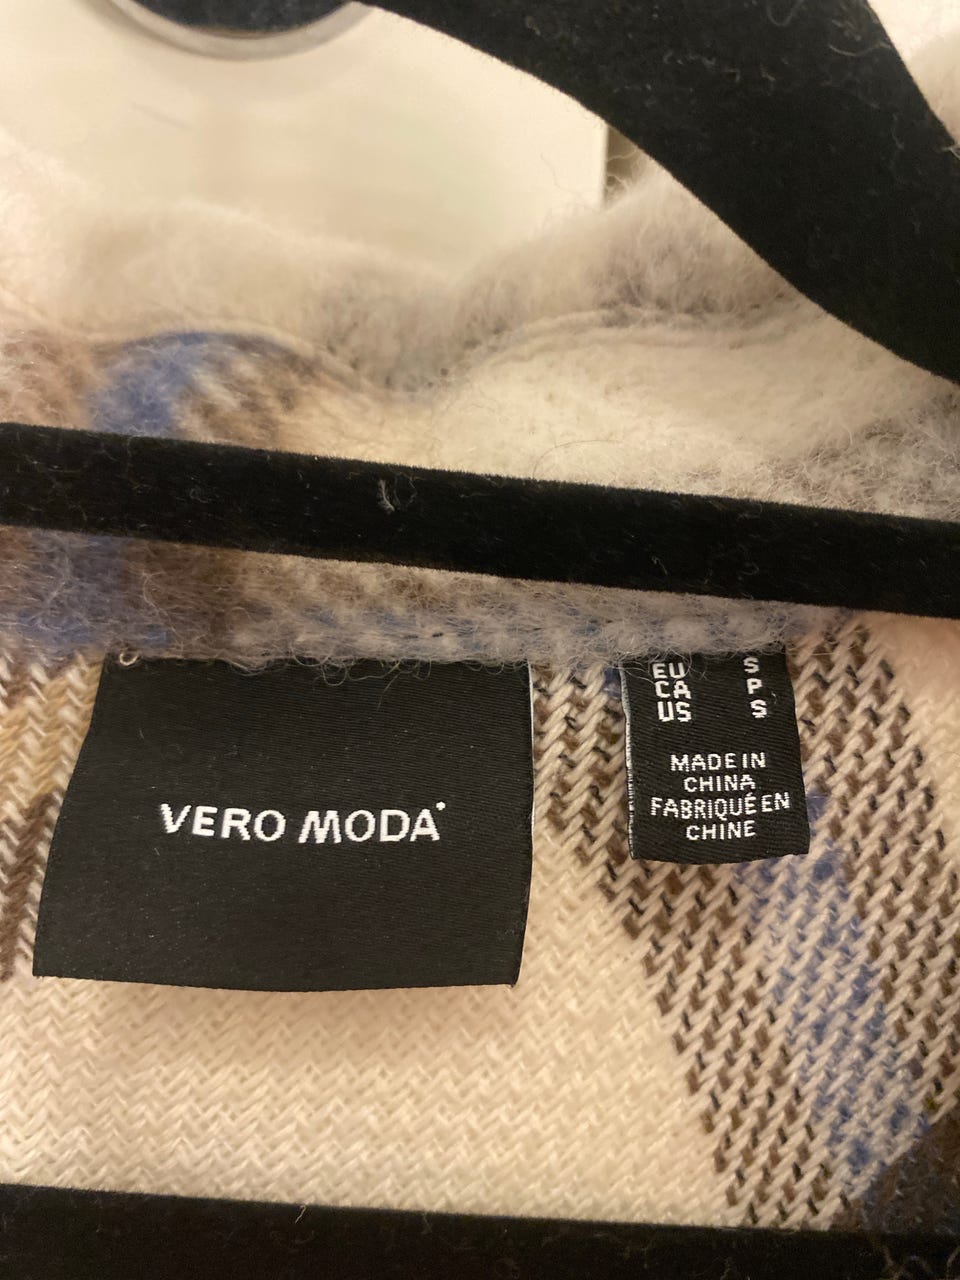 VERO MODA
EU S
CA P
US S
MADE IN
CHINA
FABRIQUÉ EN
CHINE